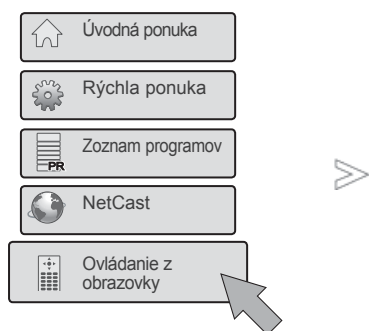 Úvodná ponuka
Rýchla ponuka
Zoznam programov
PR
NetCast
Ovládanie z
obrazovky